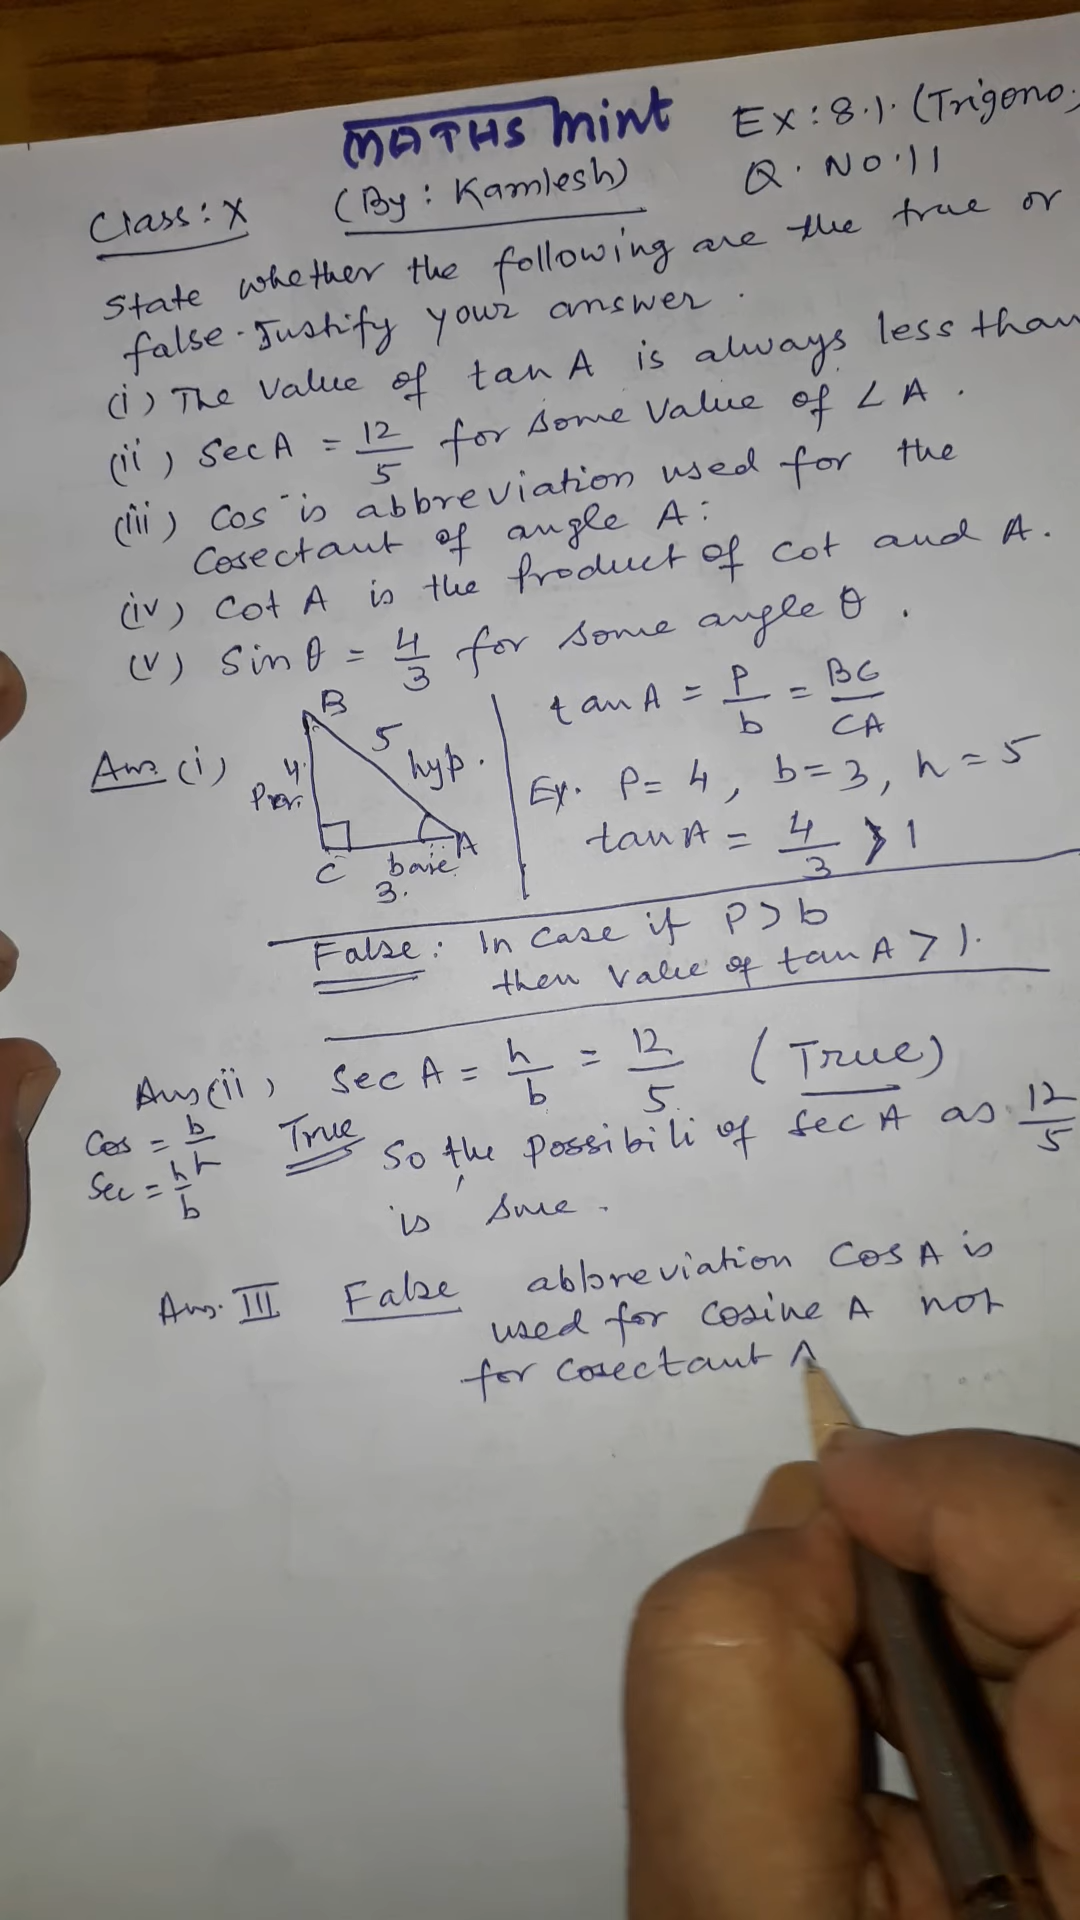 MATHS mint
Ex: 8.1. (Trigono.
Class: X
(By: Kamlesh)
Q. NO. 11
State whether the following are the true or
false. Justify your answer.
(i) The value of tan A is always less than
(ii) Sec A = 12/5 for some value of ∠A.
(iii) Cos is abbreviation used for the
Cosectant of angle A:
(iv) Cot A is the Product of Cot and A.
(v) Sin θ = 4/3 for some angle θ.
Ans. (i)
B
5
hyp.
4
Per.
C
base
A
3.
tan A = P/b = BC/CA
Ex. P = 4, b = 3, h = 5
tan A = 4/3 > 1
False: In case if P > b
then value of tan A > 1.
Ans (ii) Sec A = h/b = 12/5 (True)
Cos = b/h
Sec = h/b
True So the possibili of Sec A as 12/5
is sure.
Ans. III False abbreviation Cos A is
used for Cosine A not
for Cosectant A